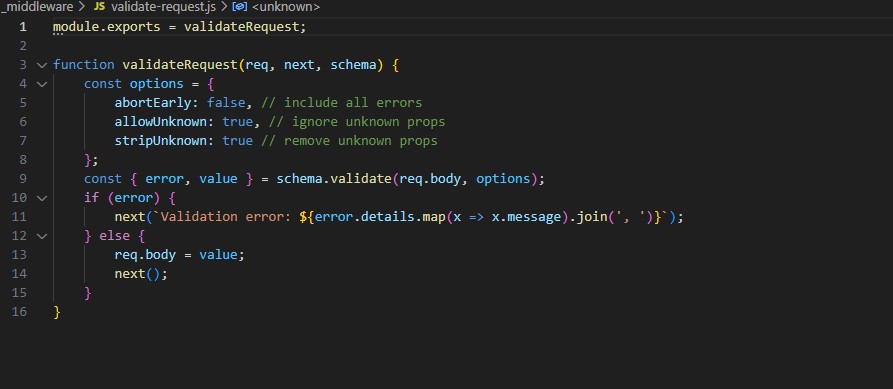 _middleware > JS validate-request.js > <unknown>
1 module.exports = validateRequest;
2
3 function validateRequest(req, next, schema) {
4     const options = {
5         abortEarly: false, // include all errors
6         allowUnknown: true, // ignore unknown props
7         stripUnknown: true // remove unknown props
8     };
9     const { error, value } = schema.validate(req.body, options);
10     if (error) {
11         next(`Validation error: ${error.details.map(x => x.message).join(', ')}`);
12     } else {
13         req.body = value;
14         next();
15     }
16 }